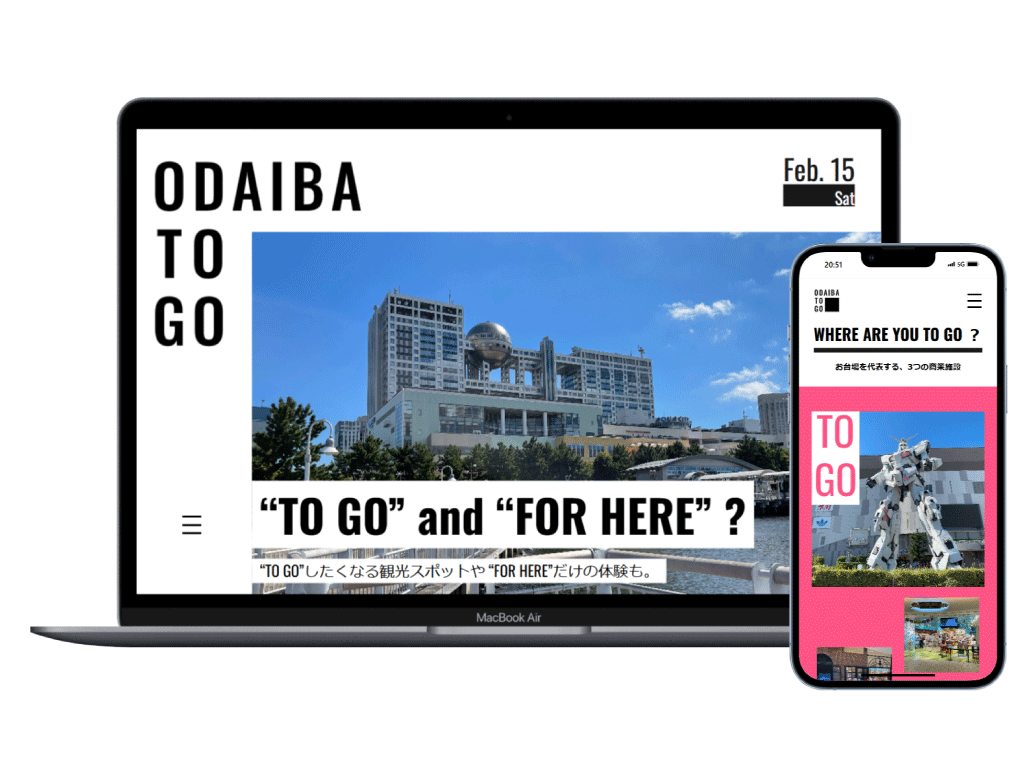 ODAIBA
TO
GO
Feb. 15
Sat
“TO GO” and “FOR HERE” ?
“TO GO”したくなる観光スポットや “FOR HERE”だけの体験も。
MacBook Air
20:51
5G
ODAIBA
TO
GO
WHERE ARE YOU TO GO ?
お台場を代表する、3つの商業施設
TO
GO